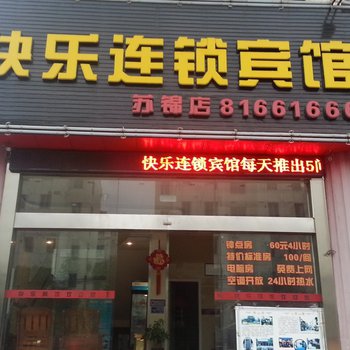 快乐连锁宾馆
苏锦店 81661666
快乐连锁宾馆每天推出5间
钟点房 60元4小时
特价标准房 100/间
电脑房 免费上网
空调开放 24小时热水